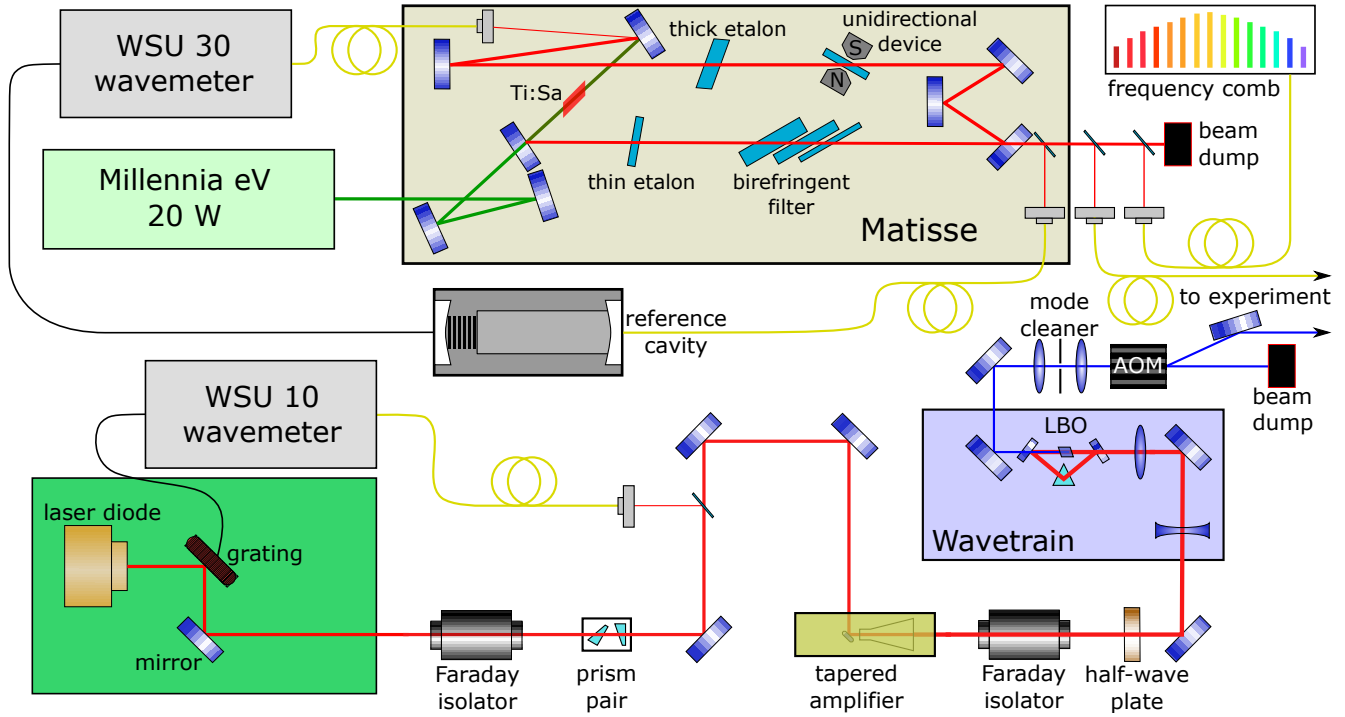 WSU 30
wavemeter
thick etalon
unidirectional
device
S
N
Ti:Sa
frequency comb
Millennia eV
20 W
thin etalon
birefringent
filter
beam
dump
Matisse
to experiment
reference
cavity
mode
cleaner
AOM
beam
dump
WSU 10
wavemeter
LBO
Wavetrain
laser diode
grating
mirror
Faraday
isolator
prism
pair
tapered
amplifier
Faraday
isolator
half-wave
plate